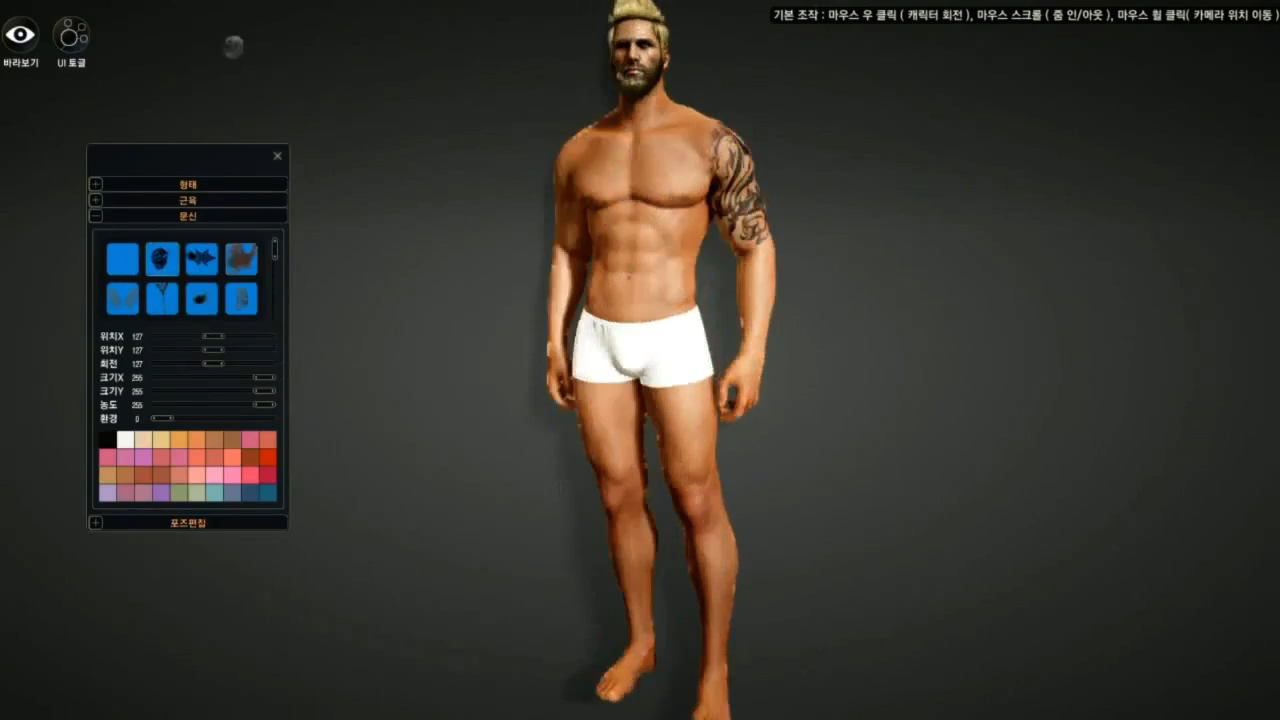 기본 조작 : 마우스 우 클릭 ( 캐릭터 회전 ), 마우스 스크롤 ( 줌 인/아웃 ), 마우스 휠 클릭( 카메라 위치 이동 )
바라보기
UI 토글
형태
근육
문신
위치X 127
위치Y 127
회전 127
크기X 255
크기Y 255
농도 255
환경 0
포즈편집